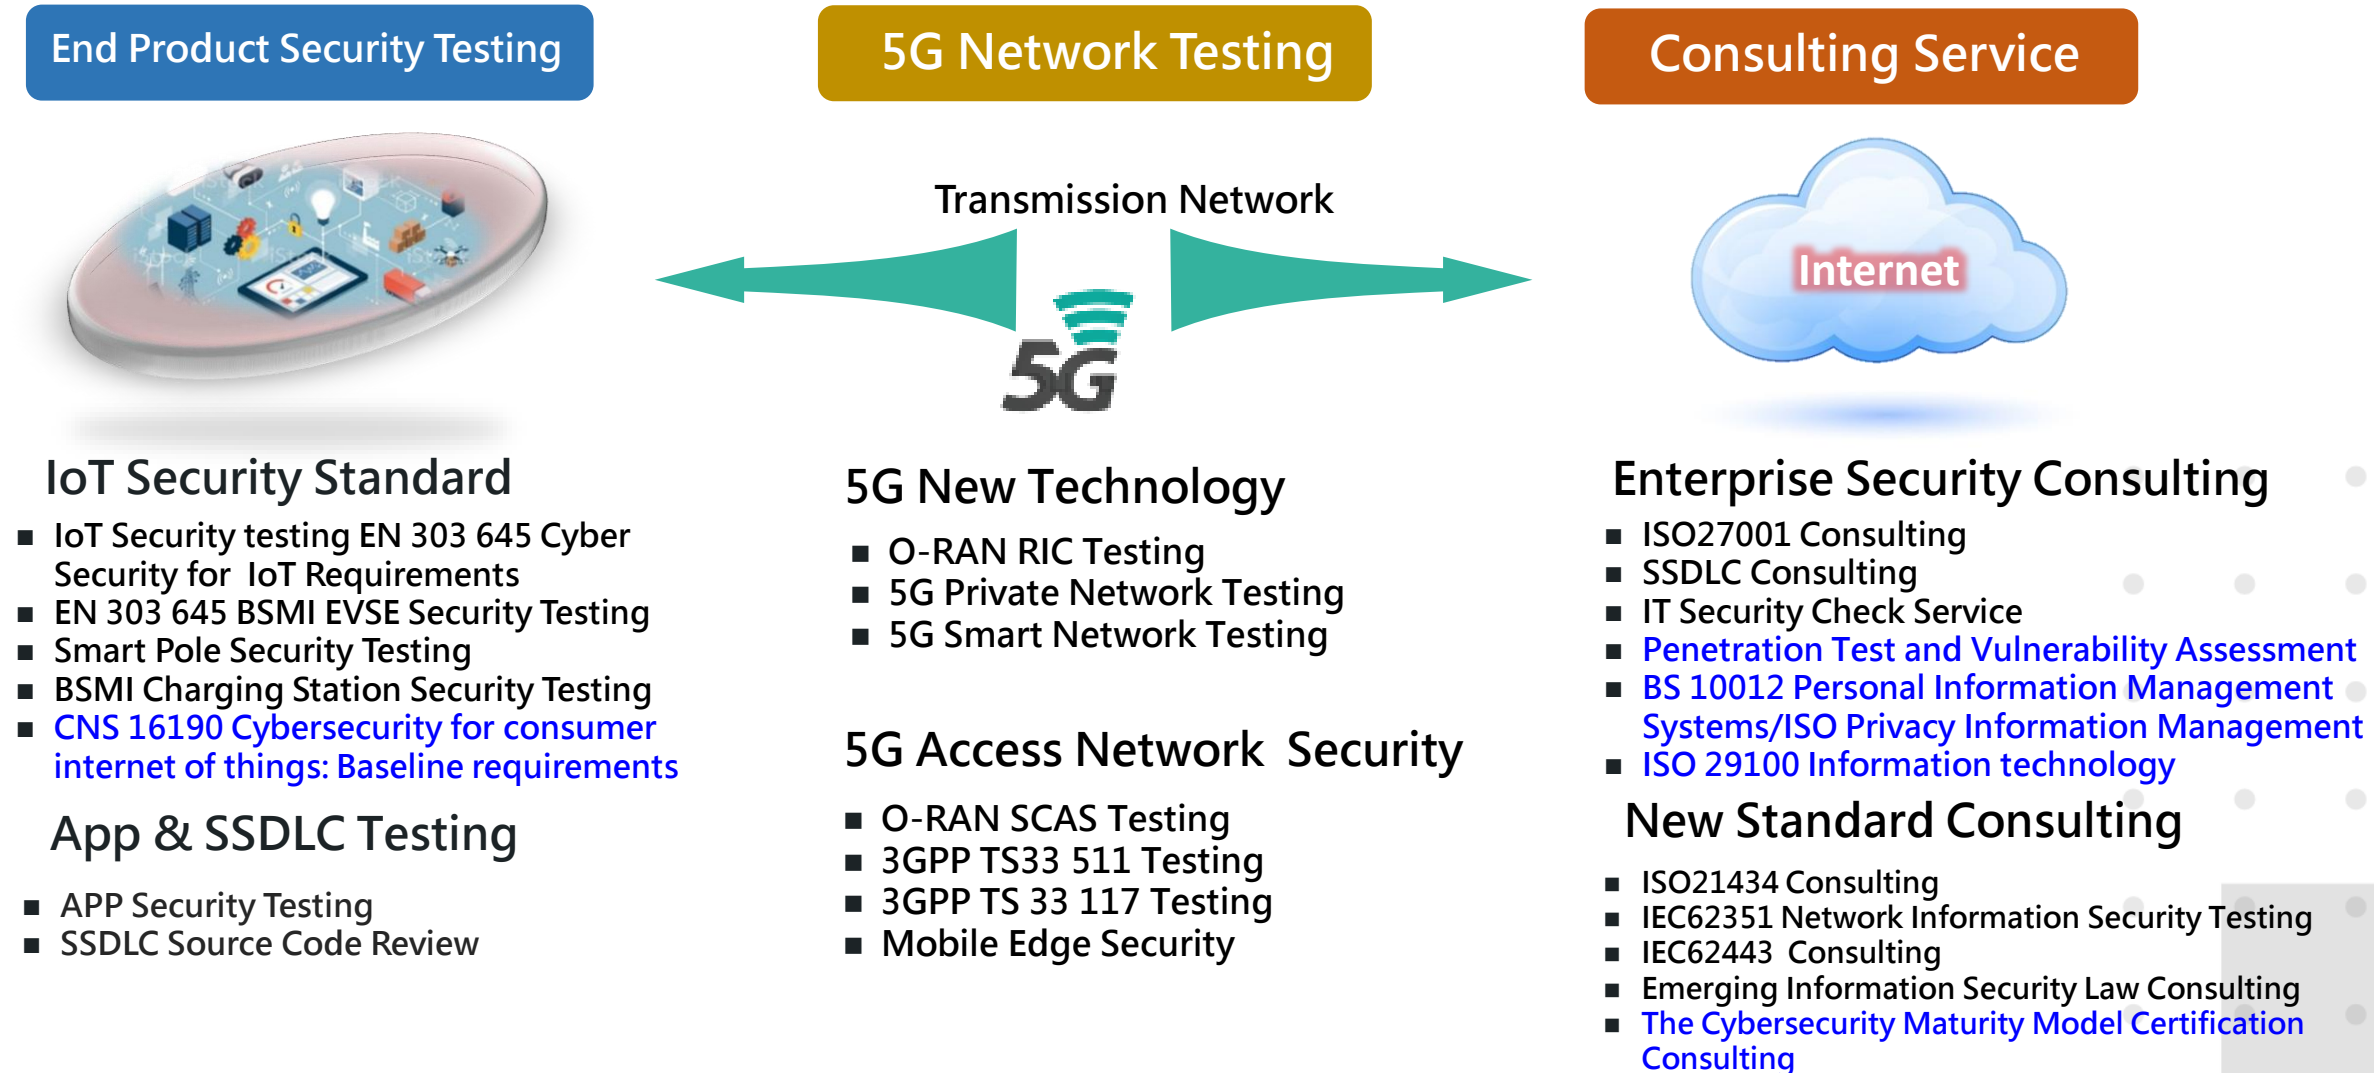 End Product Security Testing
5G Network Testing
Consulting Service
Transmission Network
Internet
5G
IoT Security Standard
■ IoT Security testing EN 303 645 Cyber
Security for IoT Requirements
■ EN 303 645 BSMI EVSE Security Testing
■ Smart Pole Security Testing
■ BSMI Charging Station Security Testing
■ CNS 16190 Cybersecurity for consumer
internet of things: Baseline requirements
App & SSDLC Testing
■ APP Security Testing
■ SSDLC Source Code Review
5G New Technology
■ O-RAN RIC Testing
■ 5G Private Network Testing
■ 5G Smart Network Testing
5G Access Network Security
■ O-RAN SCAS Testing
■ 3GPP TS33 511 Testing
■ 3GPP TS 33 117 Testing
■ Mobile Edge Security
Enterprise Security Consulting
■ ISO27001 Consulting
■ SSDLC Consulting
■ IT Security Check Service
■ Penetration Test and Vulnerability Assessment
■ BS 10012 Personal Information Management
Systems/ISO Privacy Information Management
■ ISO 29100 Information technology
New Standard Consulting
■ ISO21434 Consulting
■ IEC62351 Network Information Security Testing
■ IEC62443 Consulting
■ Emerging Information Security Law Consulting
■ The Cybersecurity Maturity Model Certification
Consulting